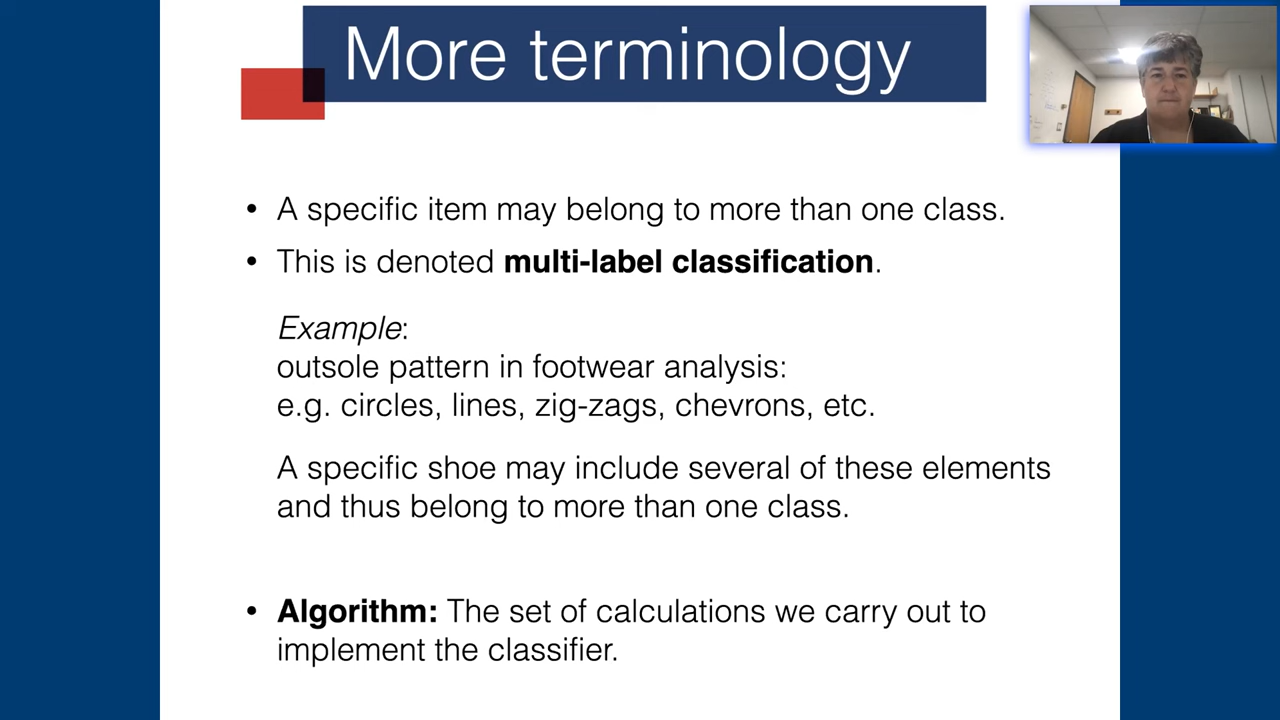 More terminology
• A specific item may belong to more than one class.
• This is denoted multi-label classification.
Example:
outsole pattern in footwear analysis:
e.g. circles, lines, zig-zags, chevrons, etc.
A specific shoe may include several of these elements
and thus belong to more than one class.
• Algorithm: The set of calculations we carry out to
implement the classifier.